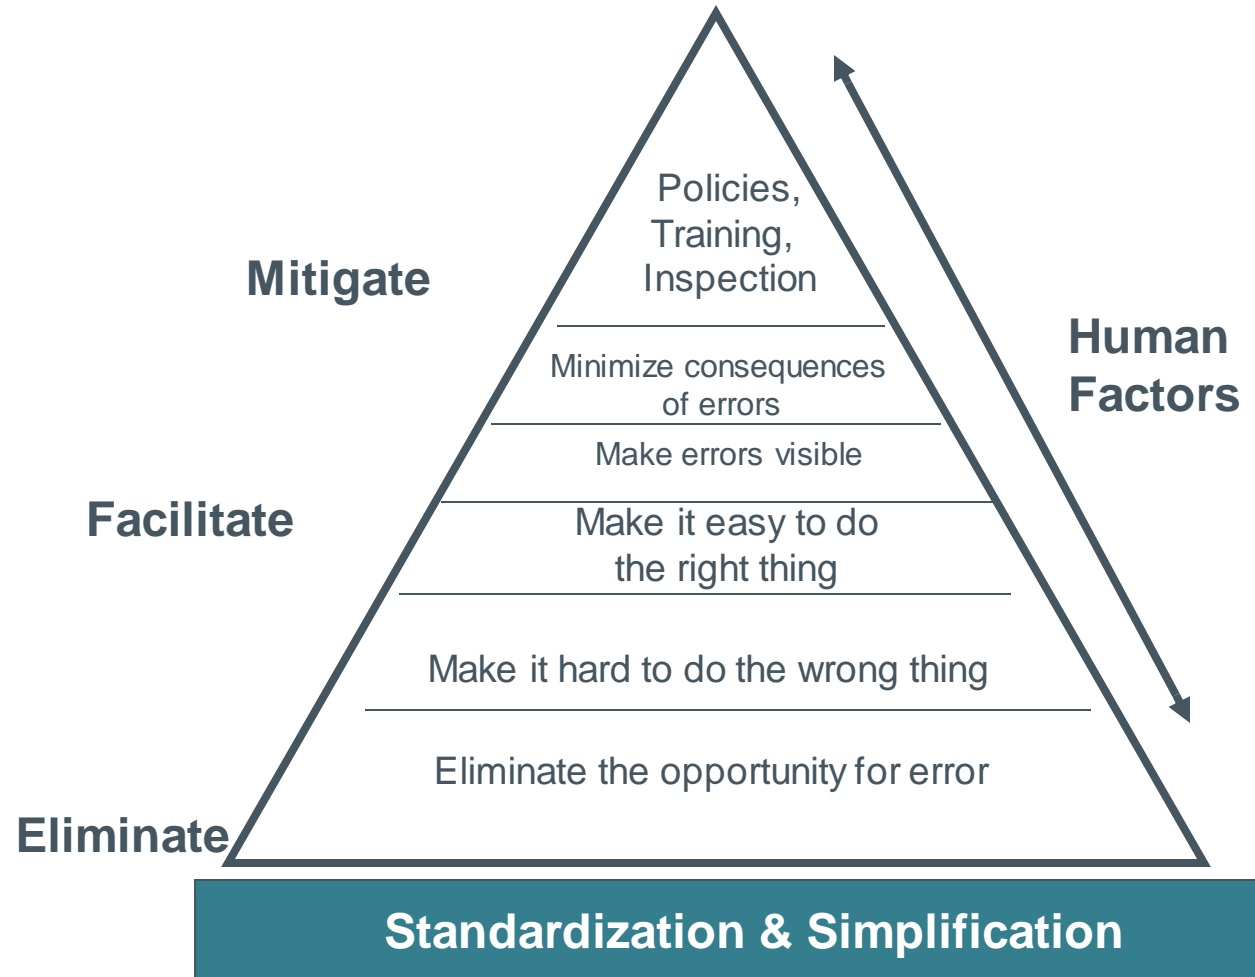 Policies,
Training,
Inspection
Mitigate
Human
Factors
Minimize consequences
of errors
Make errors visible
Facilitate
Make it easy to do
the right thing
Make it hard to do the wrong thing
Eliminate the opportunity for error
Eliminate
Standardization & Simplification